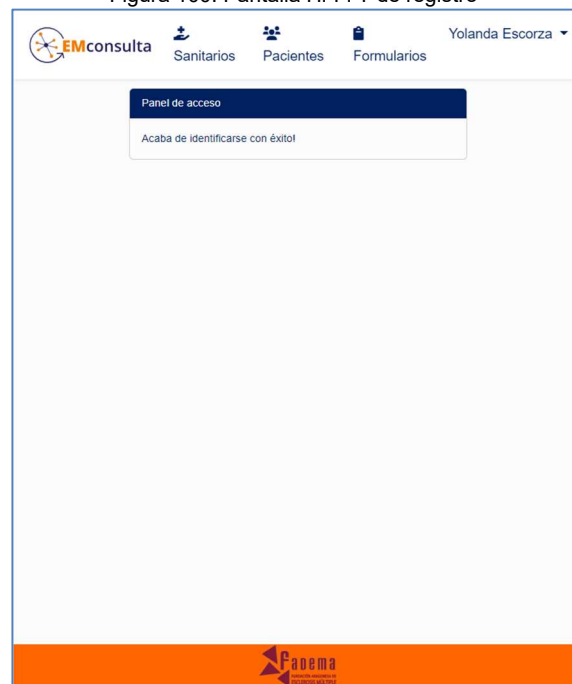 EMconsulta
Sanitarios
Pacientes
Formularios
Yolanda Escorza
Panel de acceso
Acaba de identificarse con éxito!
Fadema